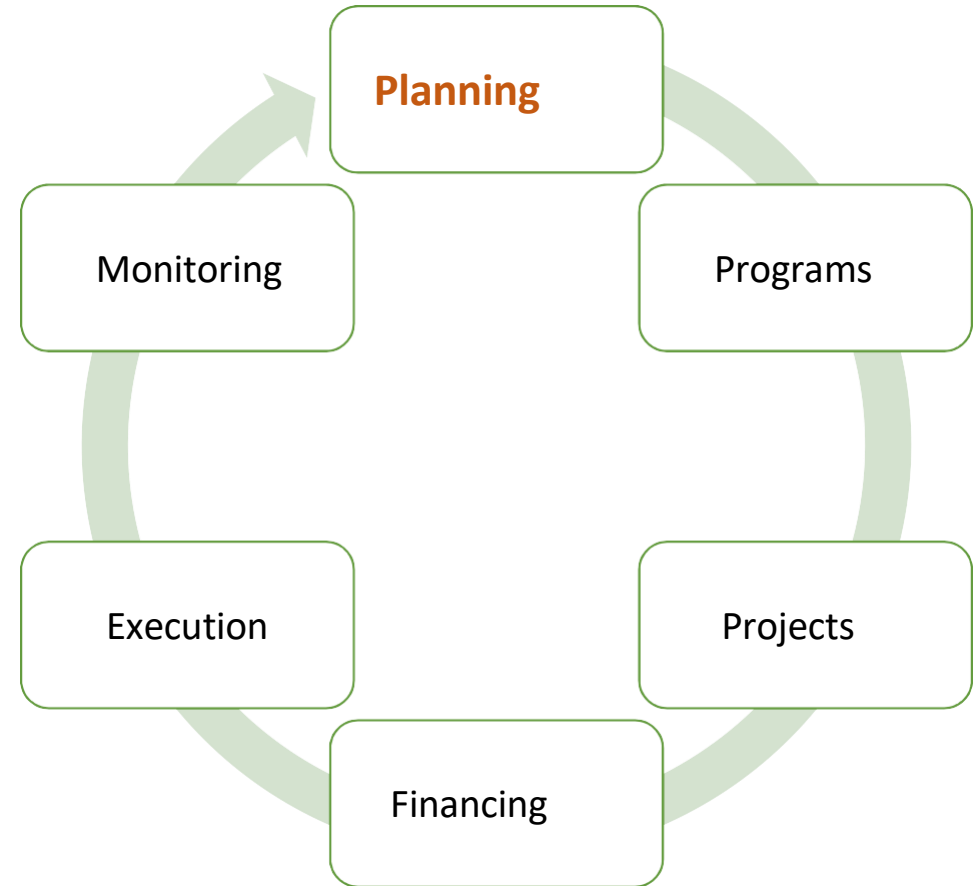 Planning
Programs
Projects
Financing
Execution
Monitoring